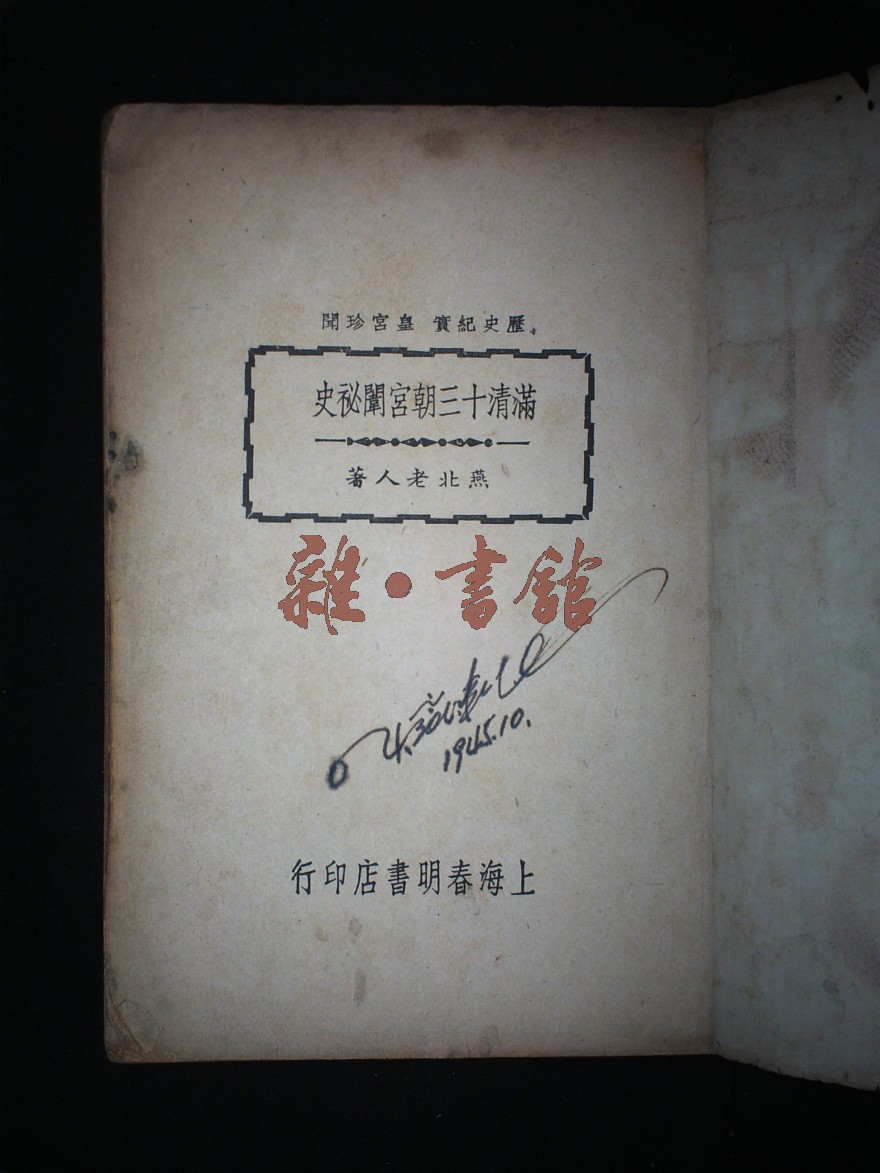 歷史紀實 皇宮珍聞
滿清十三朝宮闈祕史
燕北老人著
雜·書館
1945.10.
上海春明書店印行